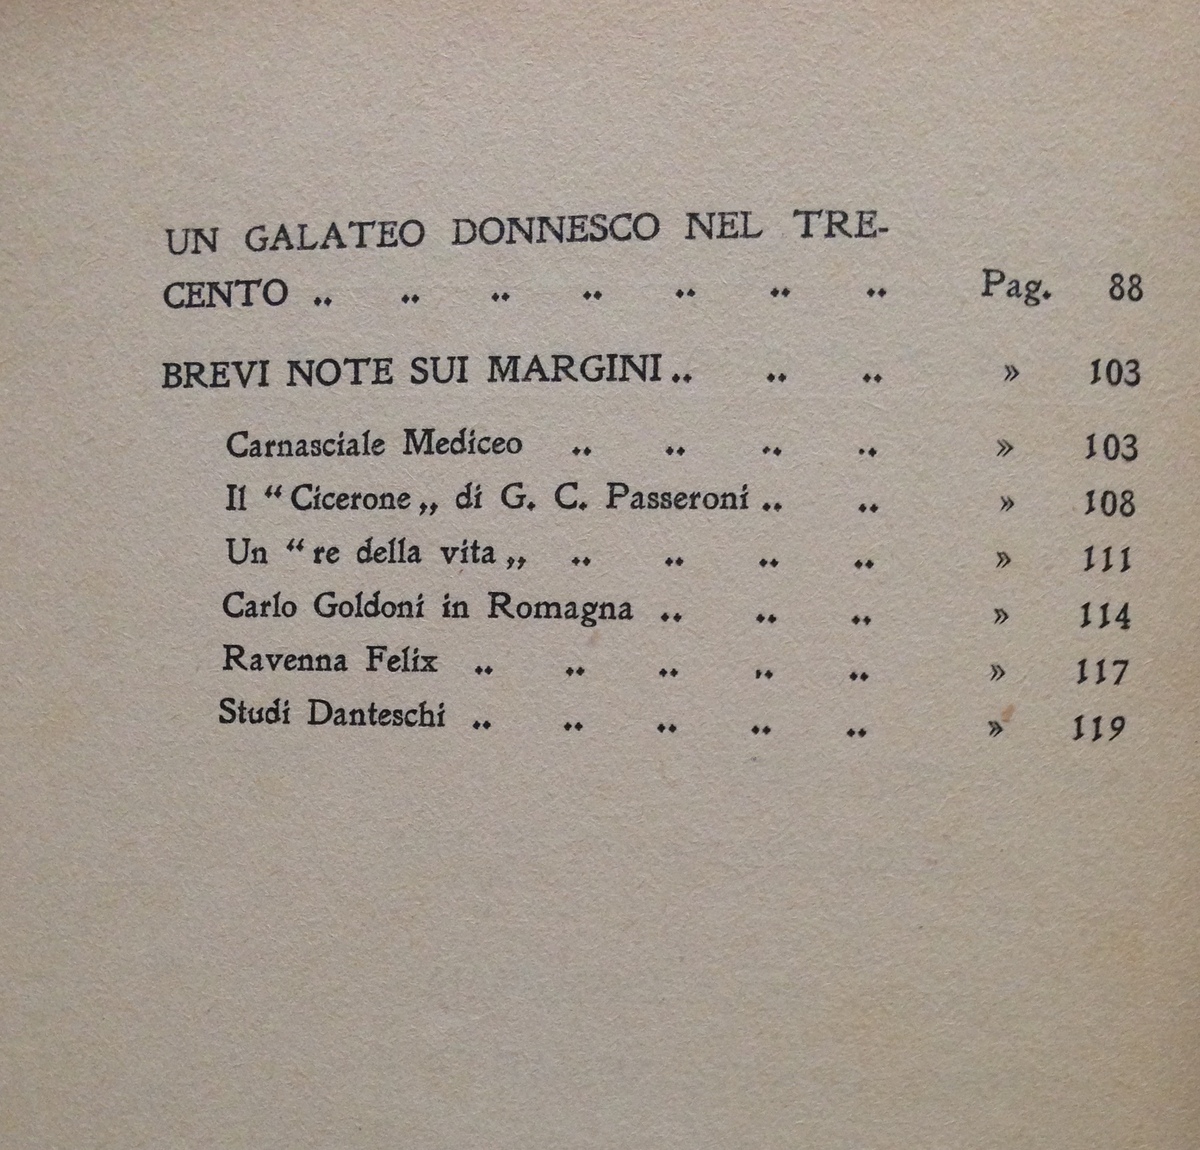 UN GALATEO DONNESCO NEL TRE-
CENTO .. .. .. .. .. .. .. Pag. 88
BREVI NOTE SUI MARGINI .. .. .. » 103
Carnasciale Mediceo .. .. .. .. » 103
Il “ Cicerone „ di G. C. Passeroni .. .. » 108
Un “ re della vita „ .. .. .. .. » 111
Carlo Goldoni in Romagna .. .. .. » 114
Ravenna Felix .. .. .. .. .. » 117
Studi Danteschi .. .. .. .. .. » 119